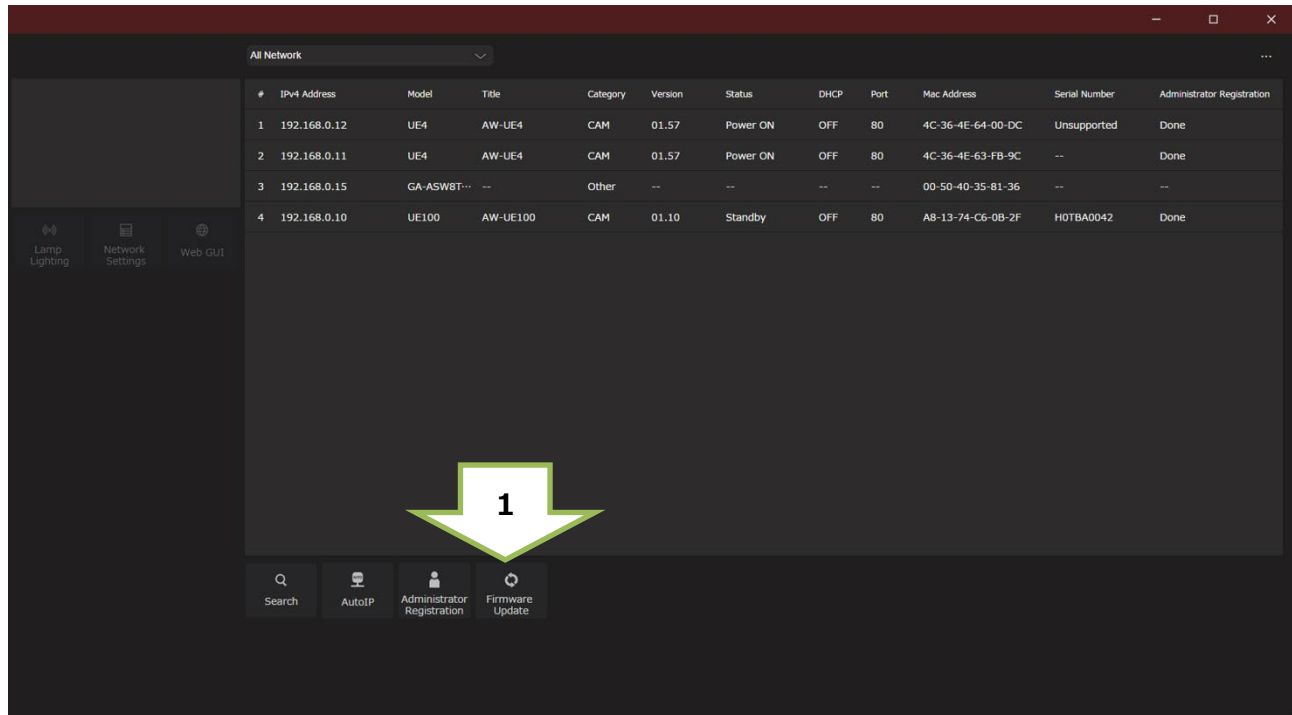 All Network
...
# IPv4 Address Model Title Category Version Status DHCP Port Mac Address Serial Number Administrator Registration
1 192.168.0.12 UE4 AW-UE4 CAM 01.57 Power ON OFF 80 4C-36-4E-64-00-DC Unsupported Done
2 192.168.0.11 UE4 AW-UE4 CAM 01.57 Power ON OFF 80 4C-36-4E-63-FB-9C -- Done
3 192.168.0.15 GA-ASW8T… -- Other -- -- -- -- 00-50-40-35-81-36 -- --
4 192.168.0.10 UE100 AW-UE100 CAM 01.10 Standby OFF 80 A8-13-74-C6-0B-2F H0TBA0042 Done
Lamp
Lighting
Network
Settings
Web GUI
1
Search
AUTO
AutoIP
Administrator
Registration
Firmware
Update